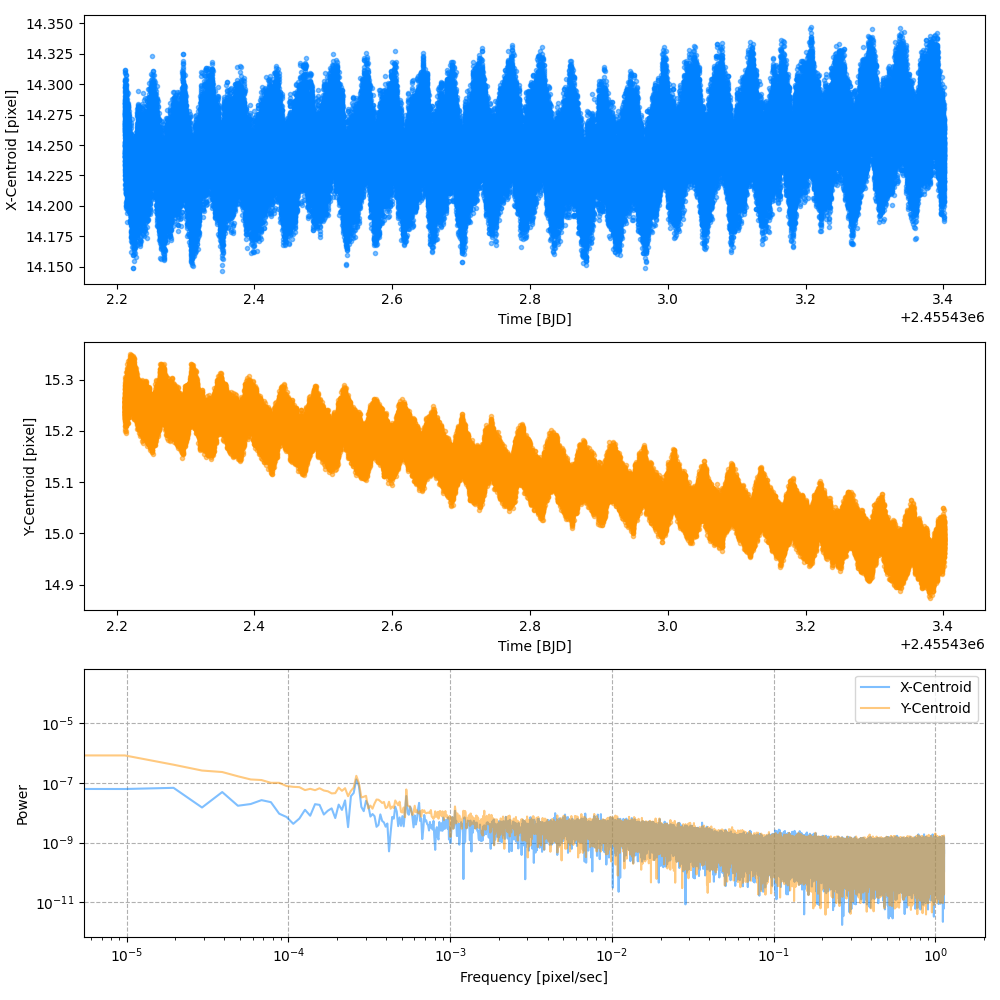 14.350
14.325
14.300
14.275
14.250
14.225
14.200
14.175
14.150
X-Centroid [pixel]
2.2 2.4 2.6 2.8 3.0 3.2 3.4
Time [BJD]
+2.45543e6
15.3
15.2
15.1
15.0
14.9
Y-Centroid [pixel]
2.2 2.4 2.6 2.8 3.0 3.2 3.4
Time [BJD]
+2.45543e6
X-Centroid
Y-Centroid
10⁻⁵
10⁻⁷
10⁻⁹
10⁻¹¹
Power
10⁻⁵ 10⁻⁴ 10⁻³ 10⁻² 10⁻¹ 10⁰
Frequency [pixel/sec]